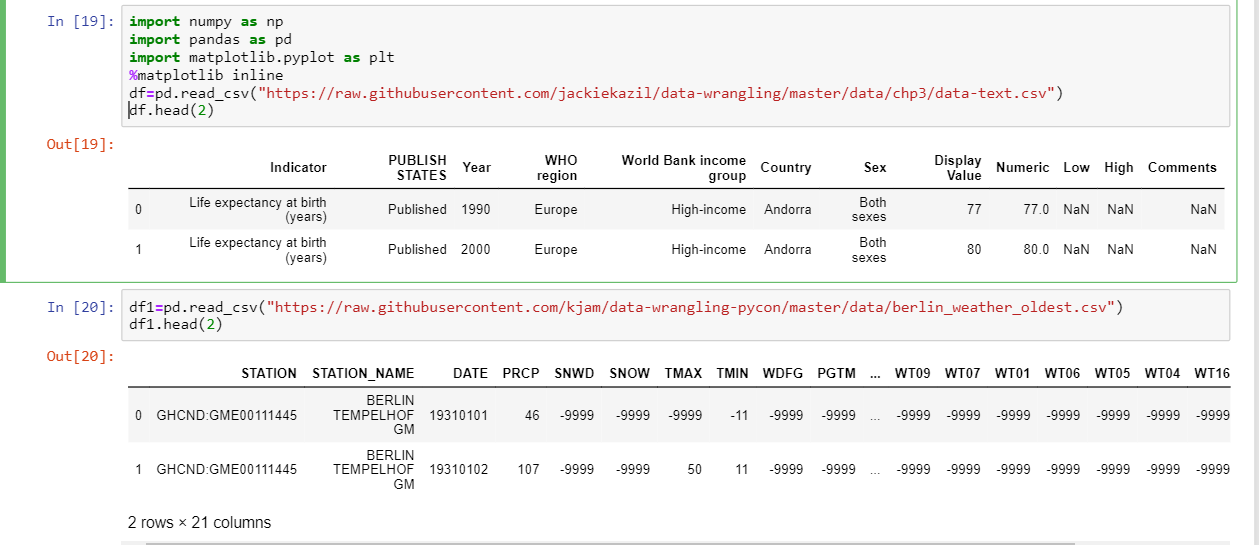 In [19]: import numpy as np
import pandas as pd
import matplotlib.pyplot as plt
%matplotlib inline
df=pd.read_csv("https://raw.githubusercontent.com/jackiekazil/data-wrangling/master/data/chp3/data-text.csv")
df.head(2)
Out[19]:
Indicator PUBLISH STATES Year WHO region World Bank income group Country Sex Display Value Numeric Low High Comments
0 Life expectancy at birth (years) Published 1990 Europe High-income Andorra Both sexes 77 77.0 NaN NaN NaN
1 Life expectancy at birth (years) Published 2000 Europe High-income Andorra Both sexes 80 80.0 NaN NaN NaN
In [20]: df1=pd.read_csv("https://raw.githubusercontent.com/kjam/data-wrangling-pycon/master/data/berlin_weather_oldest.csv")
df1.head(2)
Out[20]:
STATION STATION_NAME DATE PRCP SNWD SNOW TMAX TMIN WDFG PGTM ... WT09 WT07 WT01 WT06 WT05 WT04 WT16
0 GHCND:GME00111445 BERLIN TEMPELHOF GM 19310101 46 -9999 -9999 -9999 -11 -9999 -9999 ... -9999 -9999 -9999 -9999 -9999 -9999 -9999
1 GHCND:GME00111445 BERLIN TEMPELHOF GM 19310102 107 -9999 -9999 50 11 -9999 -9999 ... -9999 -9999 -9999 -9999 -9999 -9999 -9999
2 rows × 21 columns